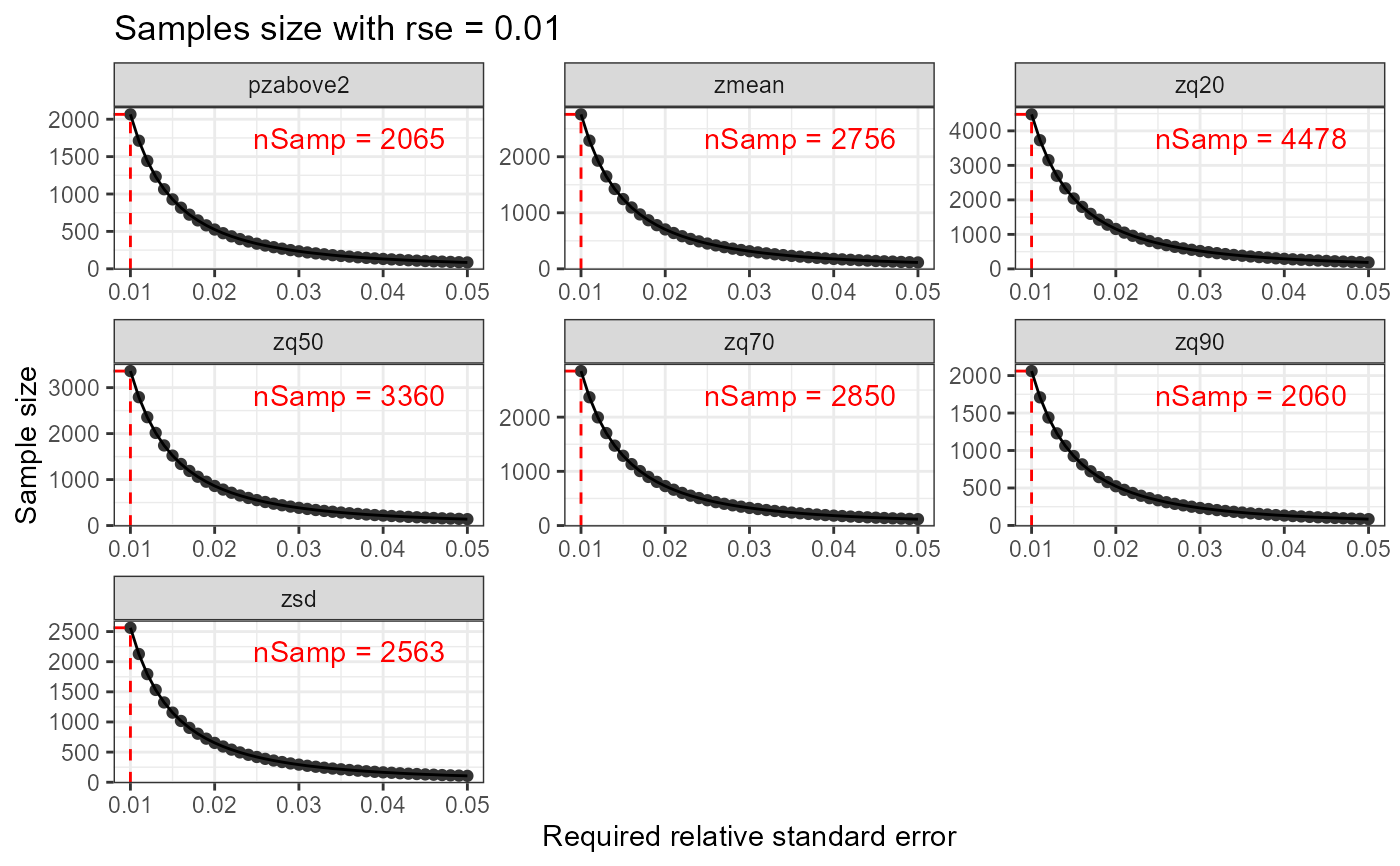 Samples size with rse = 0.01
pzabove2
zmean
zq20
nSamp = 2065
nSamp = 2756
nSamp = 4478
2000
1500
1000
500
0
2000
1000
0
4000
3000
2000
1000
0
0.01 0.02 0.03 0.04 0.05
0.01 0.02 0.03 0.04 0.05
0.01 0.02 0.03 0.04 0.05
zq50
zq70
zq90
nSamp = 3360
nSamp = 2850
nSamp = 2060
3000
2000
1000
0
2000
1000
0
2000
1500
1000
500
0
0.01 0.02 0.03 0.04 0.05
0.01 0.02 0.03 0.04 0.05
0.01 0.02 0.03 0.04 0.05
Sample size
zsd
nSamp = 2563
2500
2000
1500
1000
500
0
0.01 0.02 0.03 0.04 0.05
Required relative standard error